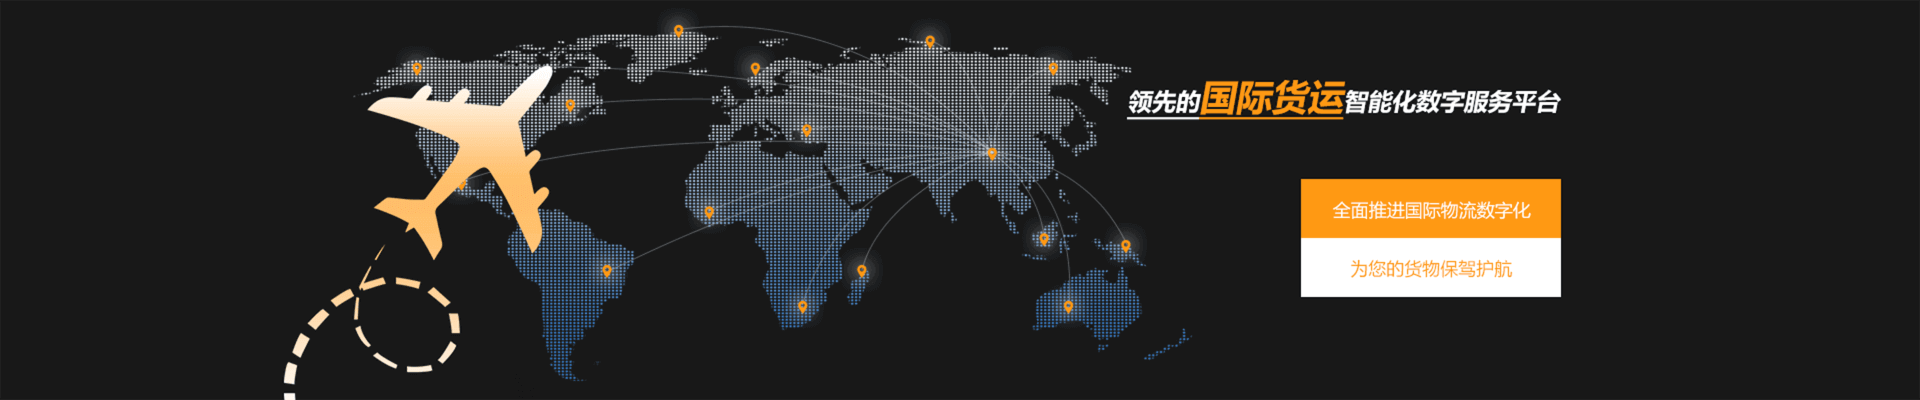 领先的国际货运智能化数字服务平台
全面推进国际物流数字化
为您的货物保驾护航